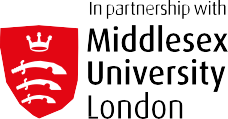 In partnership with
Middlesex
University
London